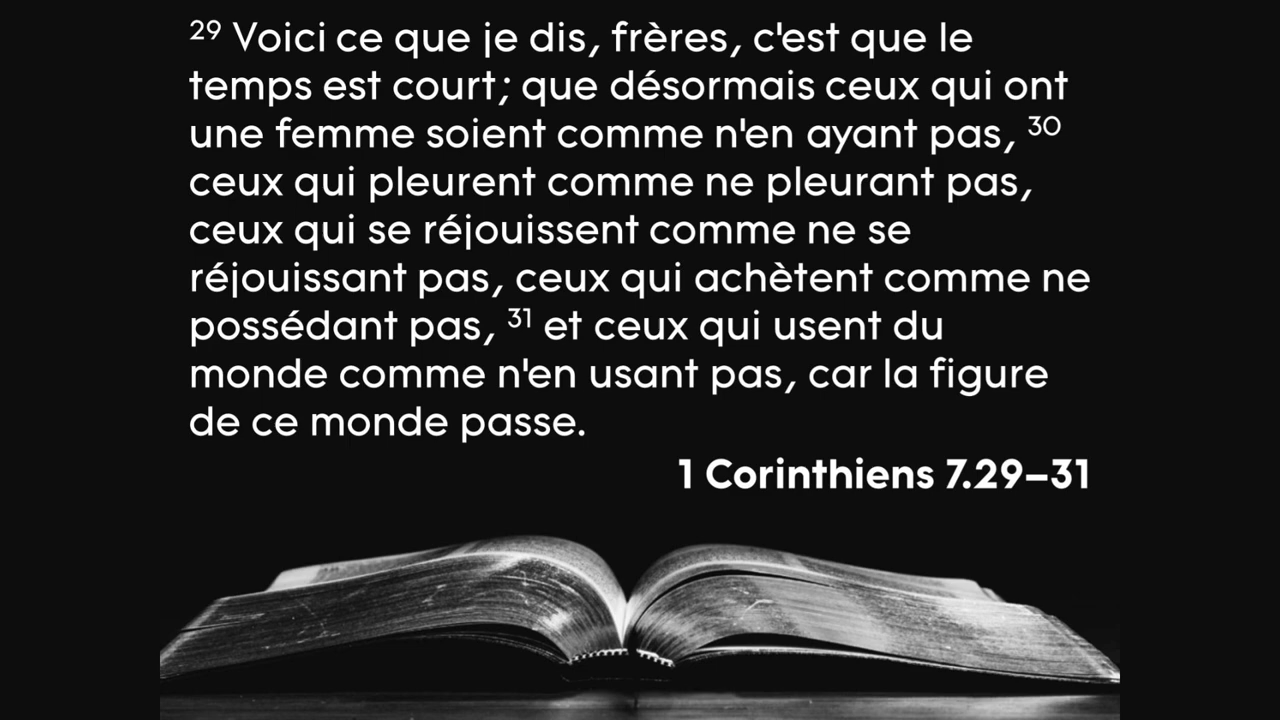 29 Voici ce que je dis, frères, c'est que le
temps est court; que désormais ceux qui ont
une femme soient comme n'en ayant pas, 30
ceux qui pleurent comme ne pleurant pas,
ceux qui se réjouissent comme ne se
réjouissant pas, ceux qui achètent comme ne
possédant pas, 31 et ceux qui usent du
monde comme n'en usant pas, car la figure
de ce monde passe.
1 Corinthiens 7.29–31